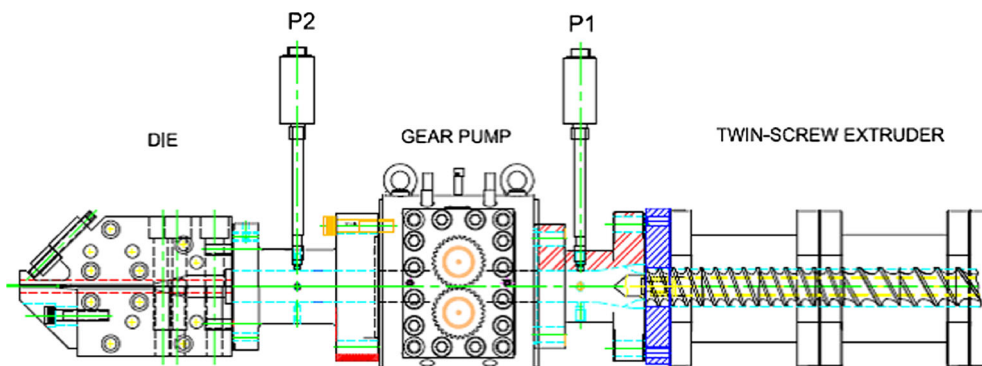 P2
P1
DIE
GEAR PUMP
TWIN-SCREW EXTRUDER